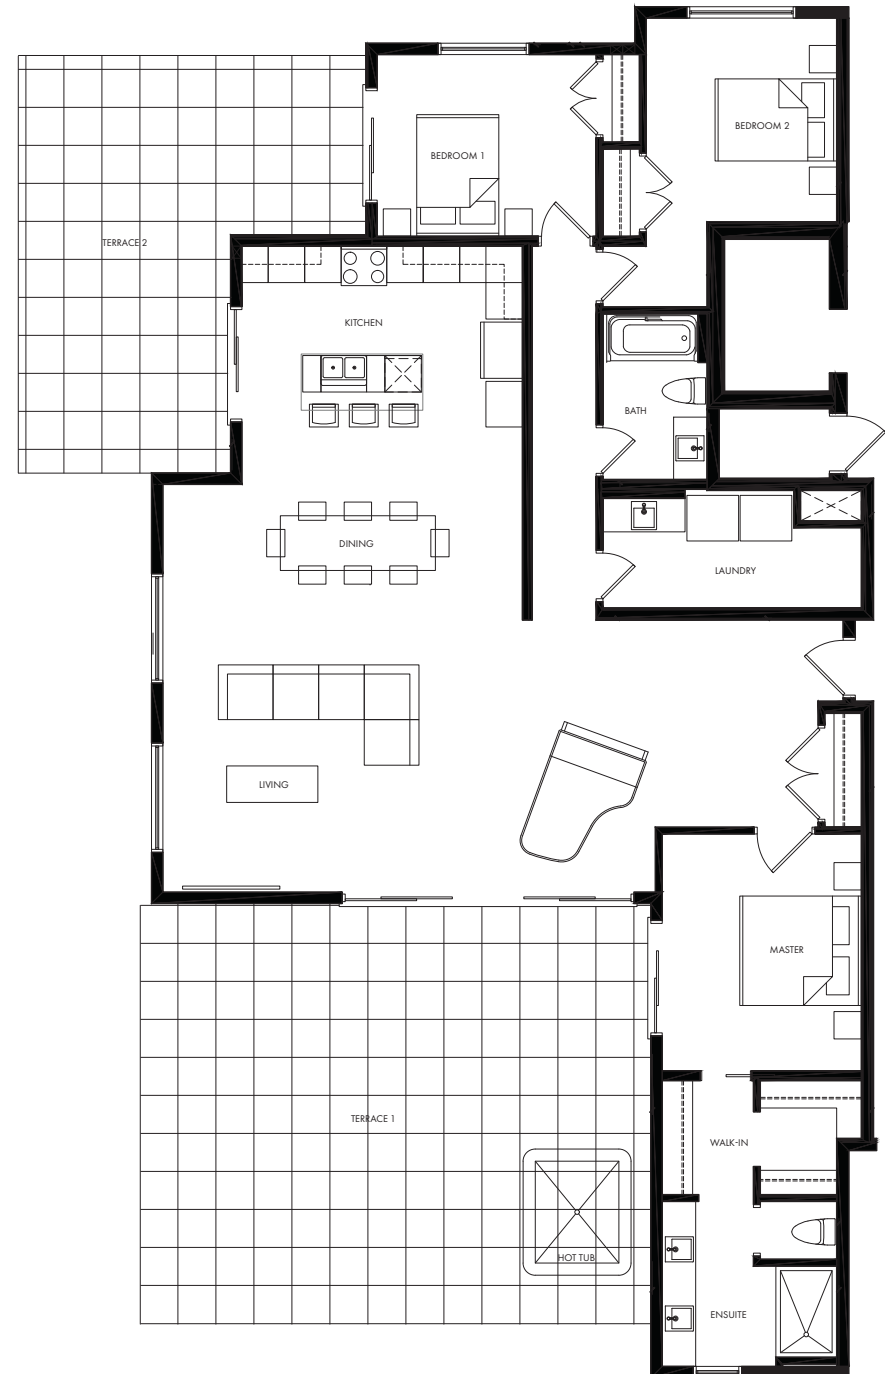 BEDROOM 2
BEDROOM 1
TERRACE 2
KITCHEN
BATH
DINING
LAUNDRY
LIVING
MASTER
TERRACE 1
WALK-IN
HOT TUB
ENSUITE